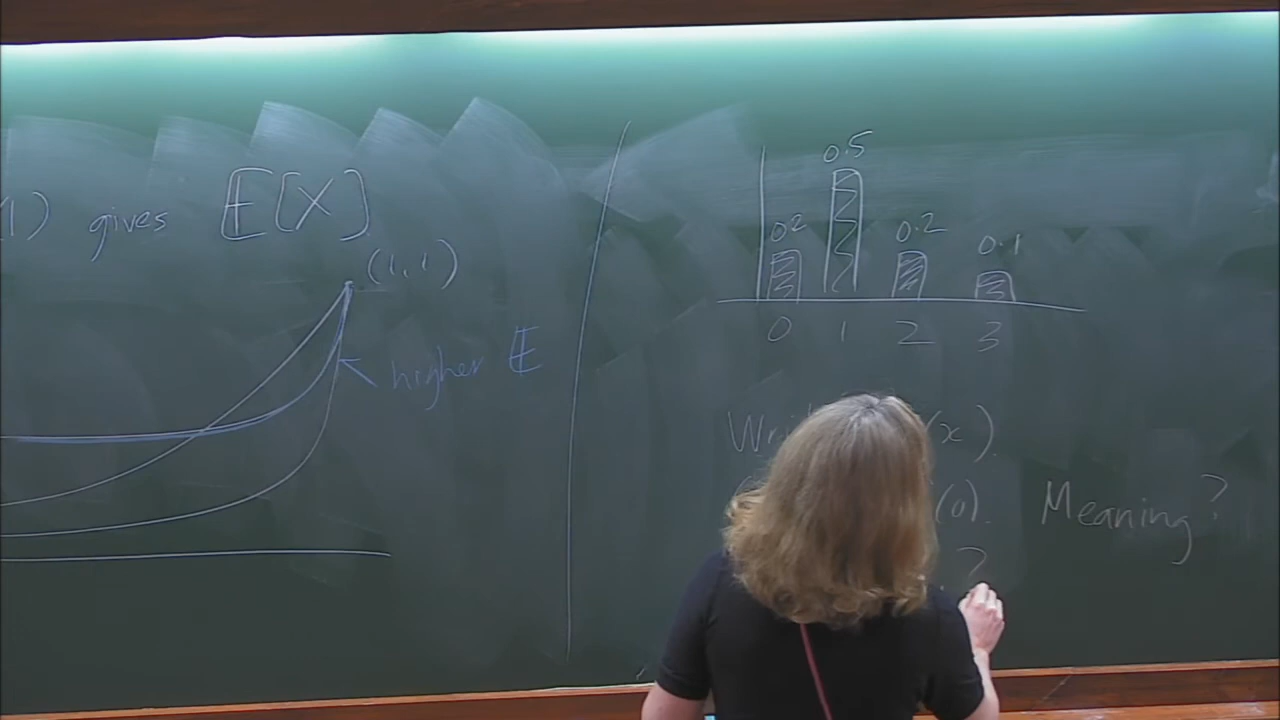 1) gives E[X]
(1,1)
higher E
0.5
0.2 0.2 0.1
0 1 2 3
(x).
(0). Meaning?
?